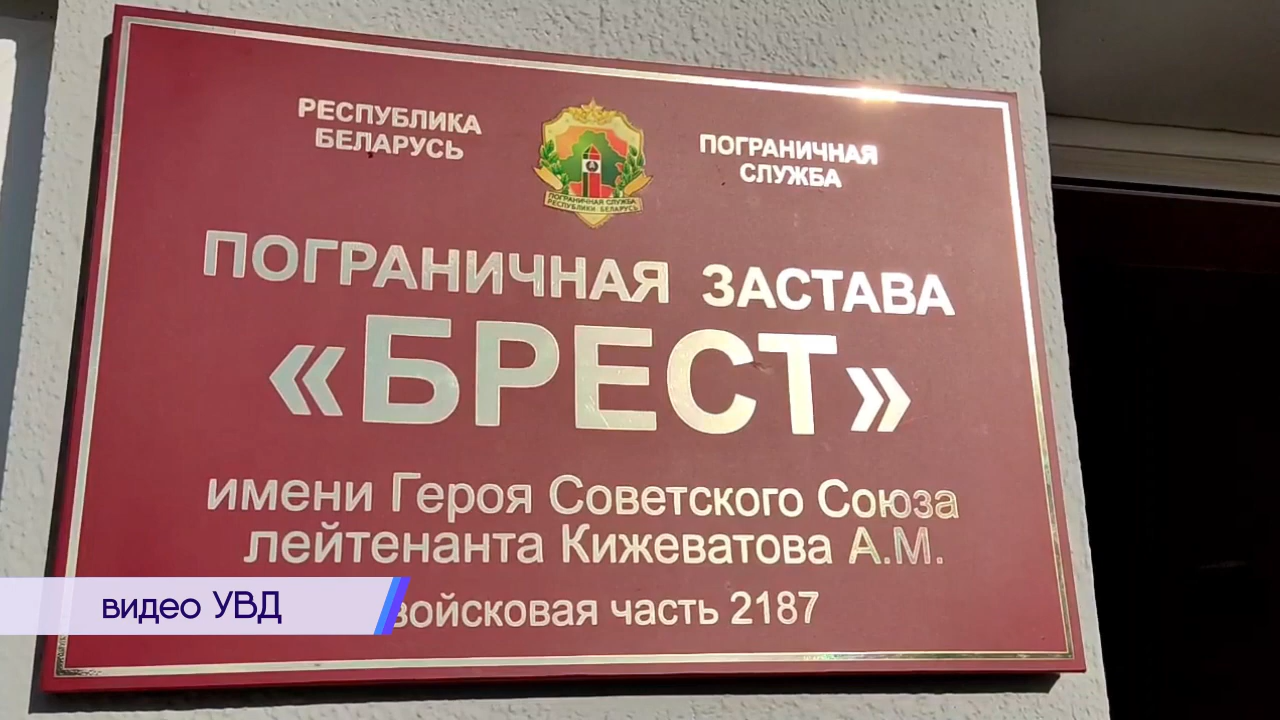 РЕСПУБЛИКА
БЕЛАРУСЬ
ПОГРАНИЧНАЯ
СЛУЖБА
ПОГРАНИЧНАЯ СЛУЖБА
РЕСПУБЛИКИ БЕЛАРУСЬ
ПОГРАНИЧНАЯ ЗАСТАВА
«БРЕСТ»
имени Героя Советского Союза
лейтенанта Кижеватова А.М.
войсковая часть 2187
видео УВД